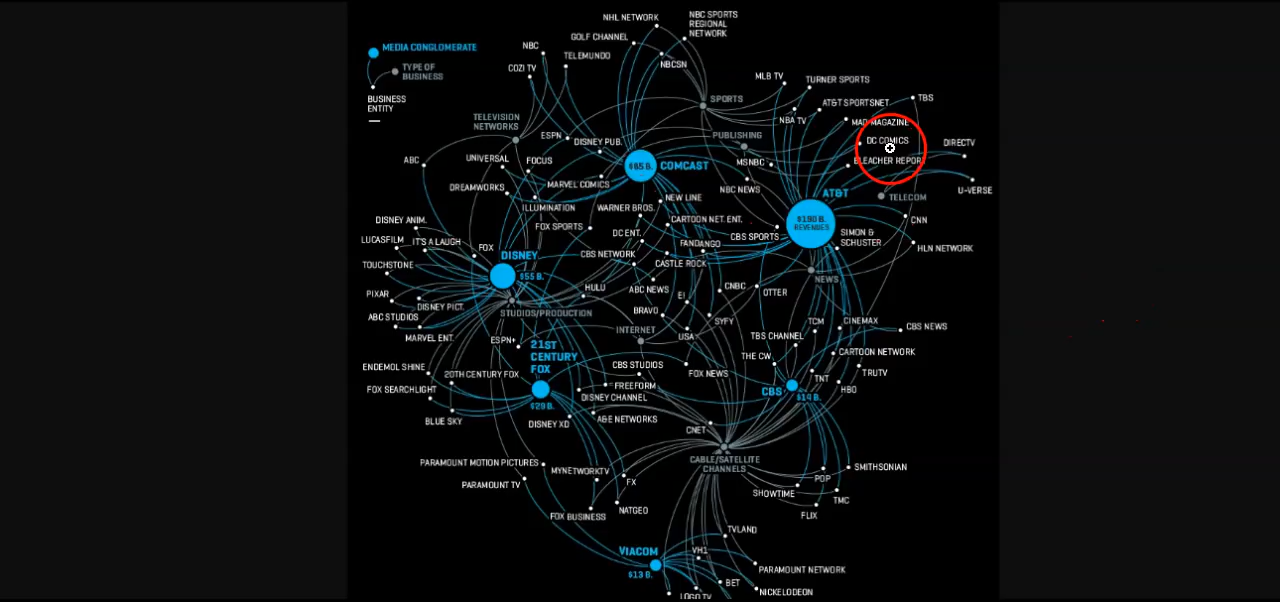 MEDIA CONGLOMERATE
TYPE OF
BUSINESS
BUSINESS
ENTITY
NHL NETWORK
NBC SPORTS
REGIONAL
NETWORK
GOLF CHANNEL
NBC
TELEMUNDO
COZI TV
NBCSN
MLB TV
TURNER SPORTS
SPORTS
AT&T SPORTSNET
TBS
TELEVISION
NETWORKS
NBA TV
MAD MAGAZINE
ESPN
DISNEY PUB.
PUBLISHING
DC COMICS
DIRECTV
ABC
UNIVERSAL
FOCUS
$65 B.
COMCAST
MSNBC
BLEACHER REPORT
DREAMWORKS
MARVEL COMICS
NBC NEWS
AT&T
U-VERSE
TELECOM
ILLUMINATION
WARNER BROS.
NEW LINE
DISNEY ANIM.
FOX SPORTS
CARTOON NET. ENT.
$190 B.
REVENUES
CNN
LUCASFILM
IT'S A LAUGH
FOX
DC ENT.
FANDANGO
CBS SPORTS
SIMON &
SCHUSTER
HLN NETWORK
DISNEY
CBS NETWORK
CASTLE ROCK
TOUCHSTONE
$55 B.
NEWS
PIXAR
HULU
ABC NEWS
EI
CNBC
OTTER
DISNEY PICT.
STUDIOS/PRODUCTION
BRAVO
ABC STUDIOS
INTERNET
SYFY
TCM
CINEMAX
CBS NEWS
MARVEL ENT.
ESPN+
USA
TBS CHANNEL
21ST
CENTURY
FOX
THE CW
CARTOON NETWORK
ENDEMOL SHINE
20TH CENTURY FOX
CBS STUDIOS
FOX NEWS
TNT
TRUTV
FOX SEARCHLIGHT
FREEFORM
DISNEY CHANNEL
CBS
HBO
$14 B.
$29 B.
BLUE SKY
DISNEY XD
A&E NETWORKS
CNET
PARAMOUNT MOTION PICTURES
CABLE/SATELLITE
CHANNELS
SMITHSONIAN
PARAMOUNT TV
MYNETWORKTV
FX
POP
SHOWTIME
TMC
FOX BUSINESS
NATGEO
FLIX
TVLAND
VIACOM
VH1
$13 B.
PARAMOUNT NETWORK
BET
LOGO TV
NICKELODEON